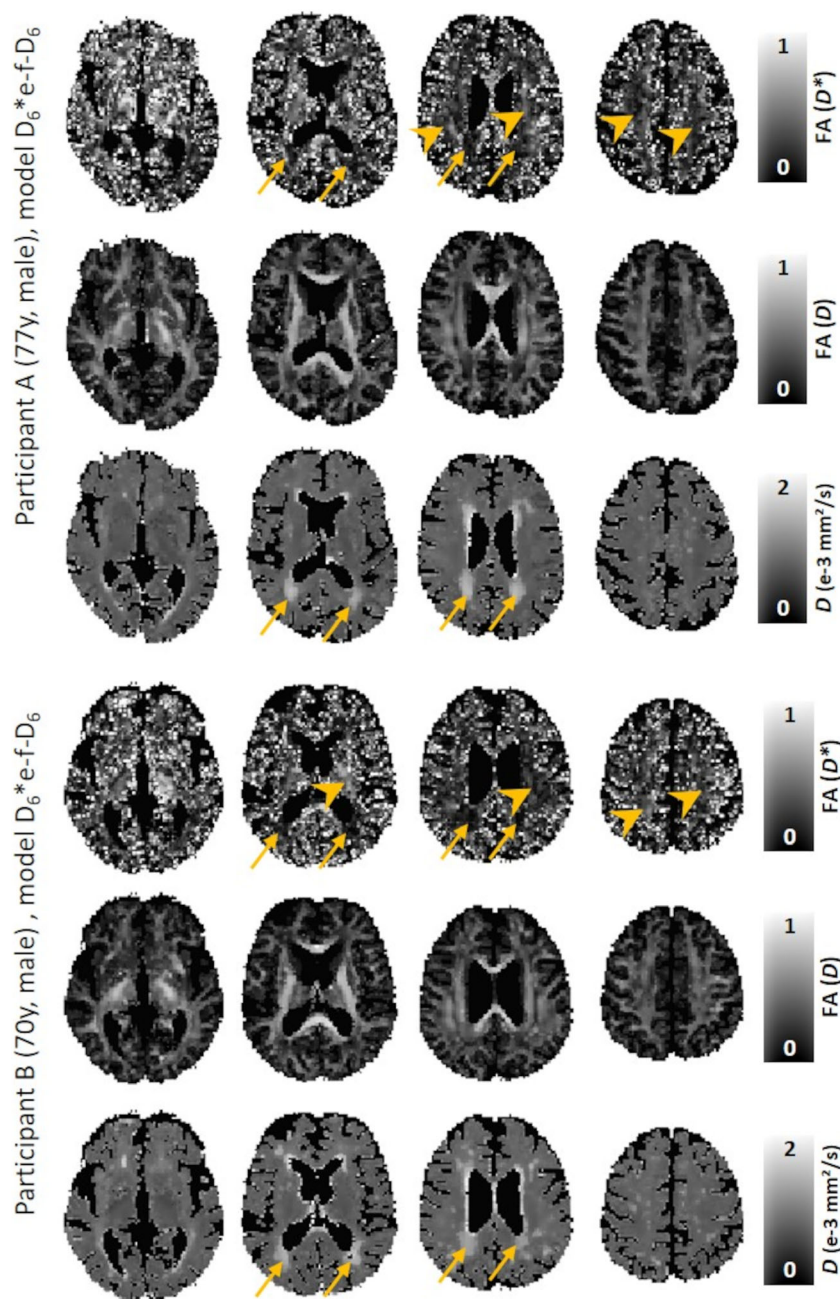 Participant A (77y, male), model D₆*e-f-D₆
1
0
FA (D*)
1
0
FA (D)
2
0
D (e-3 mm²/s)
Participant B (70y, male) , model D₆*e-f-D₆
1
0
FA (D*)
1
0
FA (D)
2
0
D (e-3 mm²/s)